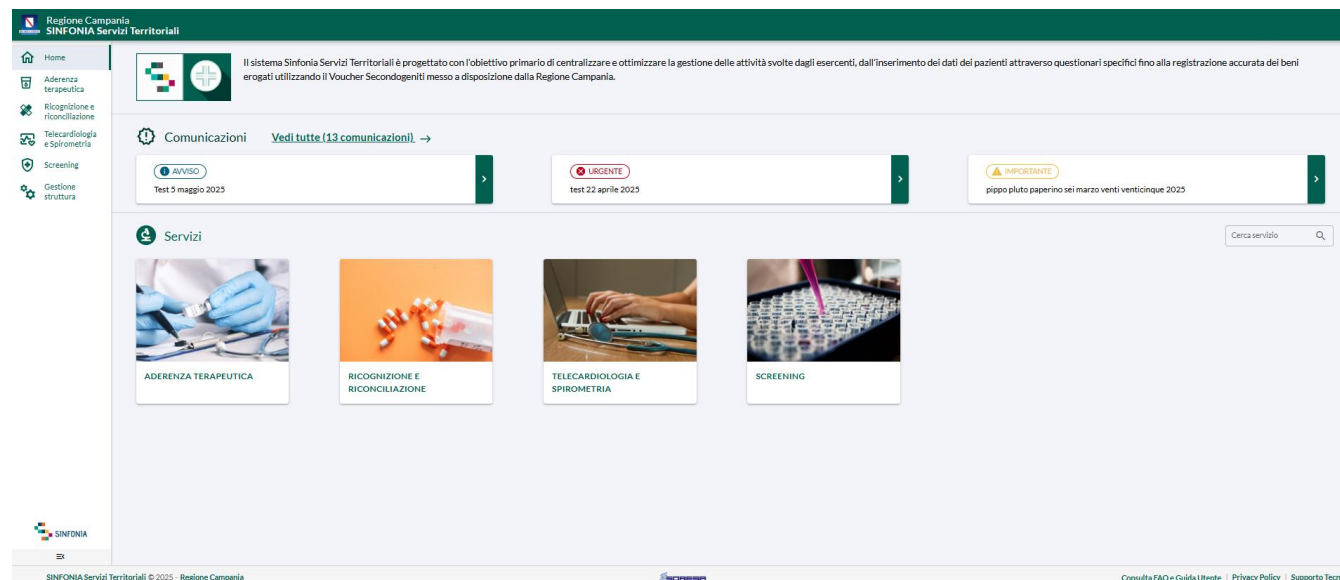 Regione Campania
SINFONIA Servizi Territoriali
Home
Aderenza
terapeutica
Ricognizione e
riconciliazione
Telecardiologia
e Spirometria
Screening
Gestione
struttura
Il sistema Sinfonia Servizi Territoriali è progettato con l'obiettivo primario di centralizzare e ottimizzare la gestione delle attività svolte dagli esercenti, dall'inserimento dei dati dei pazienti attraverso questionari specifici fino alla registrazione accurata dei beni
erogati utilizzando il Voucher Secondogeniti messo a disposizione dalla Regione Campania.
Comunicazioni Vedi tutte (13 comunicazioni) →
AVVISO
Test 5 maggio 2025
URGENTE
test 22 aprile 2025
IMPORTANTE
pippo pluto paperino sei marzo venti venticinque 2025
Servizi
Cerca servizio
ADERENZA TERAPEUTICA
RICOGNIZIONE E
RICONCILIAZIONE
TELECARDIOLOGIA E
SPIROMETRIA
SCREENING
SINFONIA
SINFONIA Servizi Territoriali © 2025 - Regione Campania
Consulta FAQ e Guida Utente | Privacy Policy | Supporto Tecn